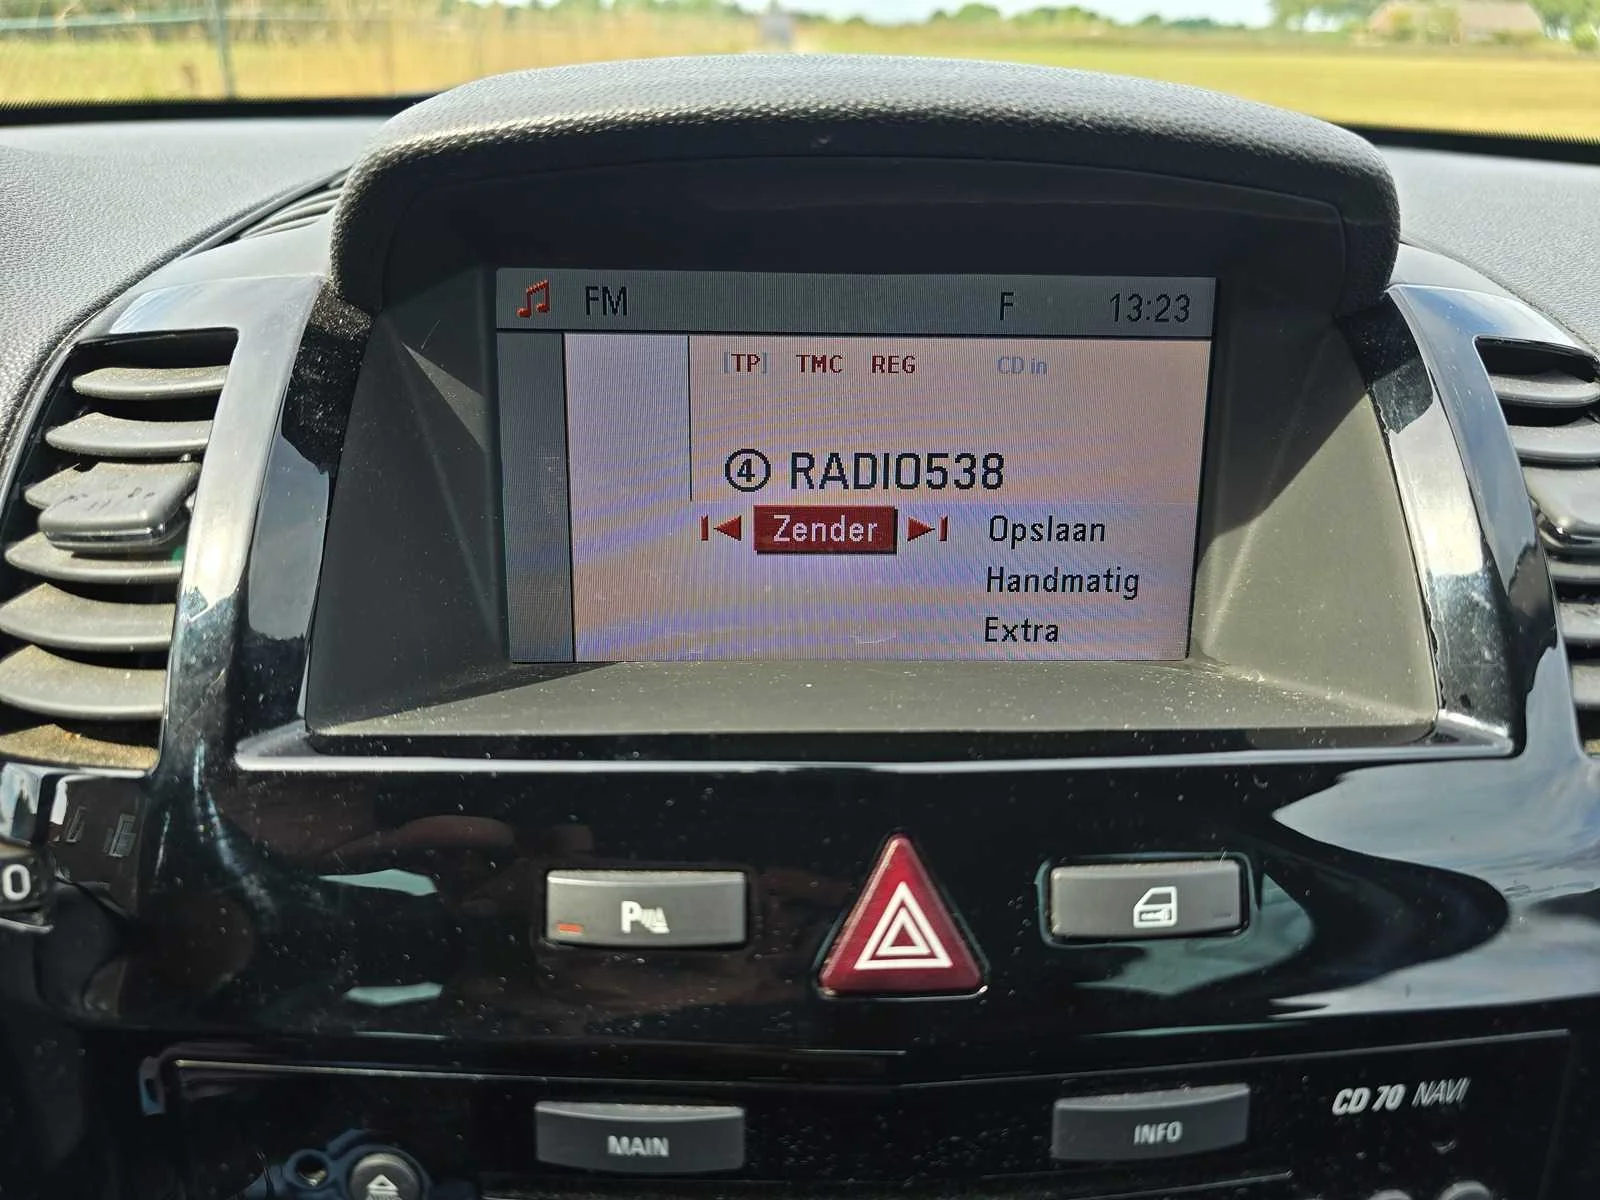 FM F 13:23
[TP] TMC REG CD in
④ RADIO538
Zender Opslaan
Handmatig
Extra
0
P
MAIN INFO CD 70 NAVI